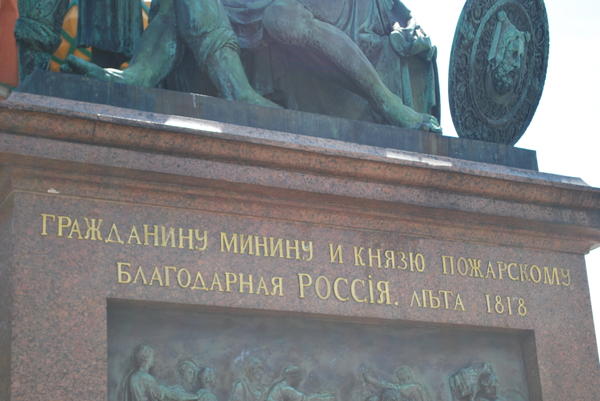 ГРАЖДАНИНУ МИНИНУ И КНЯЗЮ ПОЖАРСКОМУ
БЛАГОДАРНАЯ РОССІЯ. ЛѢТА 1818